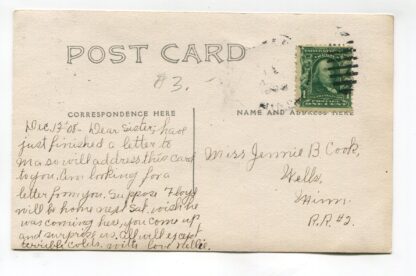 POST CARD
#3.
CORRESPONDENCE HERE
NAME AND ADDRESS HERE
Dec, 13 '08 - Dear Sister, have
just finished a letter to
Ma so will address this card
to you. Am looking for a
letter from you. Suppose Floyd
will be home next Sat. wish he
was coming here, you come up
and surprise us. All well except
terrible colds. with love Nellie.
Miss Jennie B Cook,
Wells,
Minn.
R.R. #2.